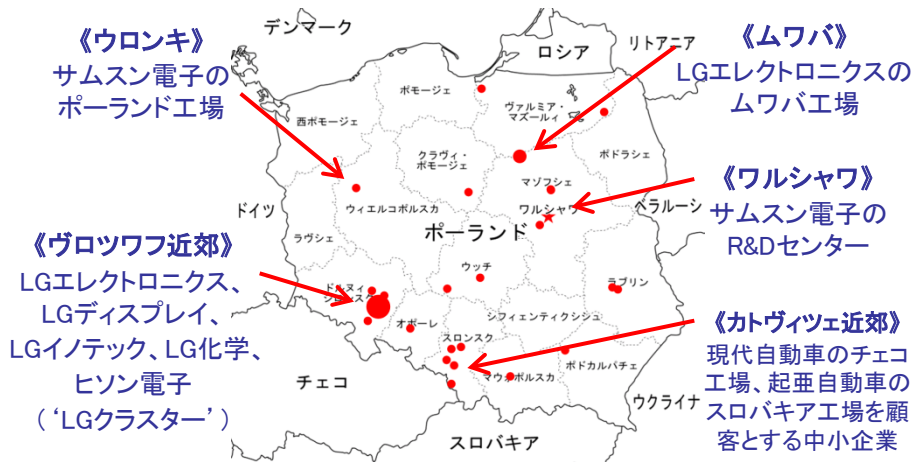 デンマーク
《ウロンキ》
サムスン電子の
ポーランド工場
ロシア
リトアニア
《ムワバ》
LGエレクトロニクスの
ムワバ工場
ポモージェ
西ポモージェ
ヴァルミア・
マズールィ
クラヴィ・
ポモージェ
ポドラシェ
マゾフシェ
ワルシャワ
《ワルシャワ》
サムスン電子の
R&Dセンター
ドイツ
ウィエルコポルスカ
ポーランド
ベラルーシ
ラヴシェ
《ヴロツワフ近郊》
LGエレクトロニクス、
LGディスプレイ、
LGイノテック、LG化学、
ヒソン電子
(‘LGクラスター’)
ウッチ
ドルヌィ
シロンスク
ラブリン
オポーレ
シフィエンティクシュ
スロンスク
《カトヴィツェ近郊》
現代自動車のチェコ
工場、起亜自動車の
スロバキア工場を顧
客とする中小企業
チェコ
マウォポルスカ
ポドカルパチェ
ウクライナ
スロバキア